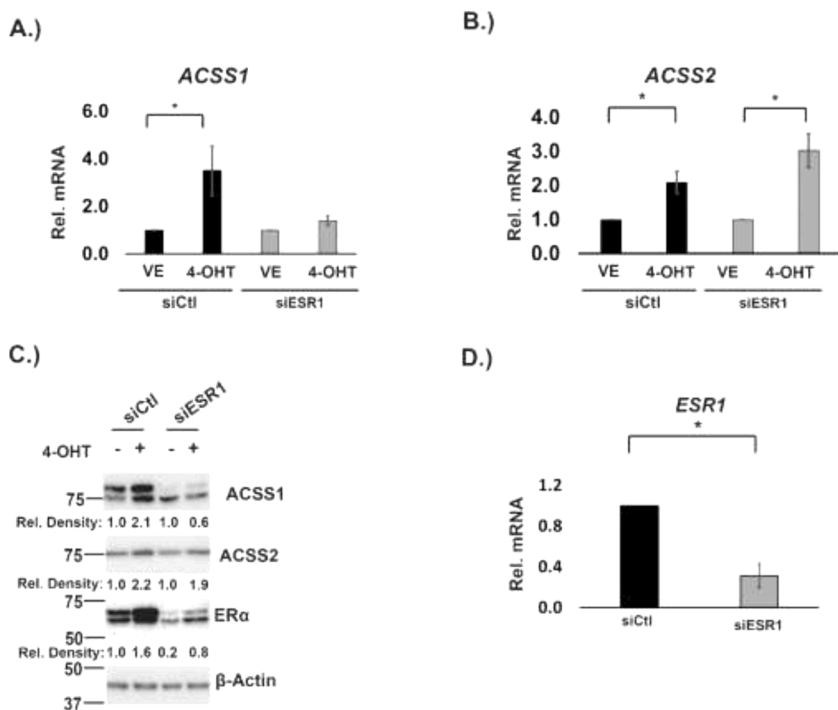 A.)
ACSS1
*
6.0
4.0
2.0
0.0
Rel. mRNA
VE 4-OHT VE 4-OHT
siCtl siESR1
B.)
ACSS2
* *
4.0
3.0
2.0
1.0
0.0
Rel. mRNA
VE 4-OHT VE 4-OHT
siCtl siESR1
C.)
siCtl siESR1
4-OHT - + - +
75 ACSS1
Rel. Density: 1.0 2.1 1.0 0.6
75 ACSS2
Rel. Density: 1.0 2.2 1.0 1.9
75
ERα
50
Rel. Density: 1.0 1.6 0.2 0.8
50
β-Actin
37
D.)
ESR1
*
1.2
0.8
0.4
0.0
Rel. mRNA
siCtl siESR1